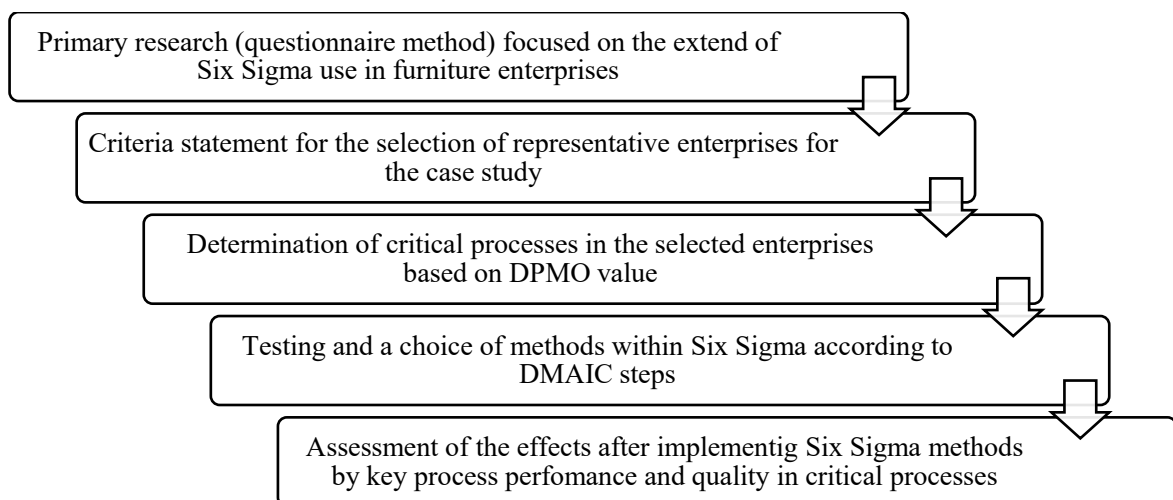 Primary research (questionnaire method) focused on the extend of
Six Sigma use in furniture enterprises
Criteria statement for the selection of representative enterprises for
the case study
Determination of critical processes in the selected enterprises
based on DPMO value
Testing and a choice of methods within Six Sigma according to
DMAIC steps
Assessment of the effects after implementig Six Sigma methods
by key process perfomance and quality in critical processes